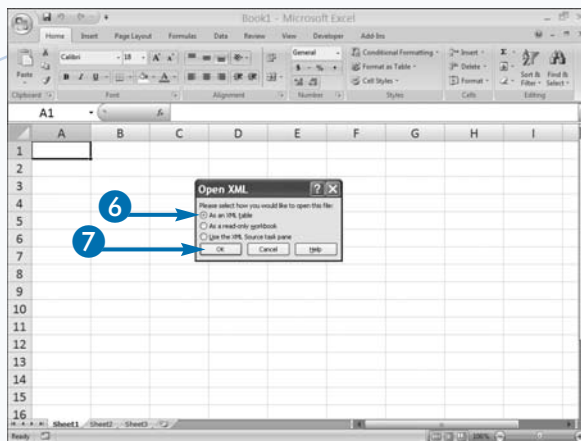 Book1 - Microsoft Excel
Home Insert Page Layout Formulas Data Review View Developer Add-Ins
Calibri 18 A A General Conditional Formatting Insert Σ
Paste B I U A $ % , Format as Table Delete Sort & Filter Find & Select
Cell Styles Format
Clipboard Font Alignment Number Styles Cells Editing
A1 fx
A B C D E F G H I
1
2
3
Open XML ? X
4
Please select how you would like to open this file:
6 As an XML table
5
As a read-only workbook
6
Use the XML Source task pane
7 OK Cancel Help
7
8
9
10
11
12
13
14
15
16
Sheet1 Sheet2 Sheet3
Ready 100%